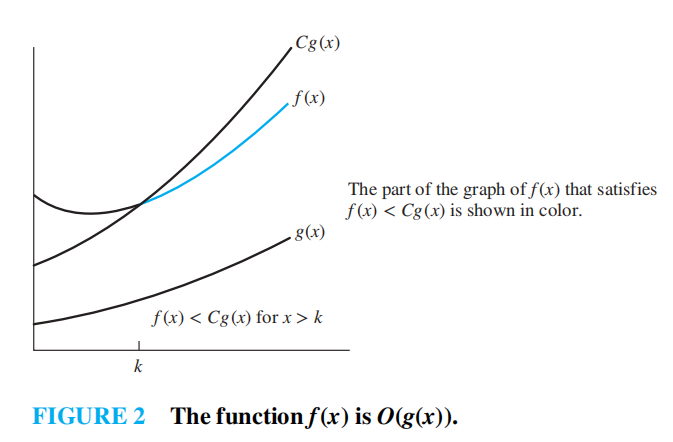 Cg(x)
f(x)
The part of the graph of f(x) that satisfies
f(x) < Cg(x) is shown in color.
g(x)
f(x) < Cg(x) for x > k
k
FIGURE 2 The function f(x) is O(g(x)).